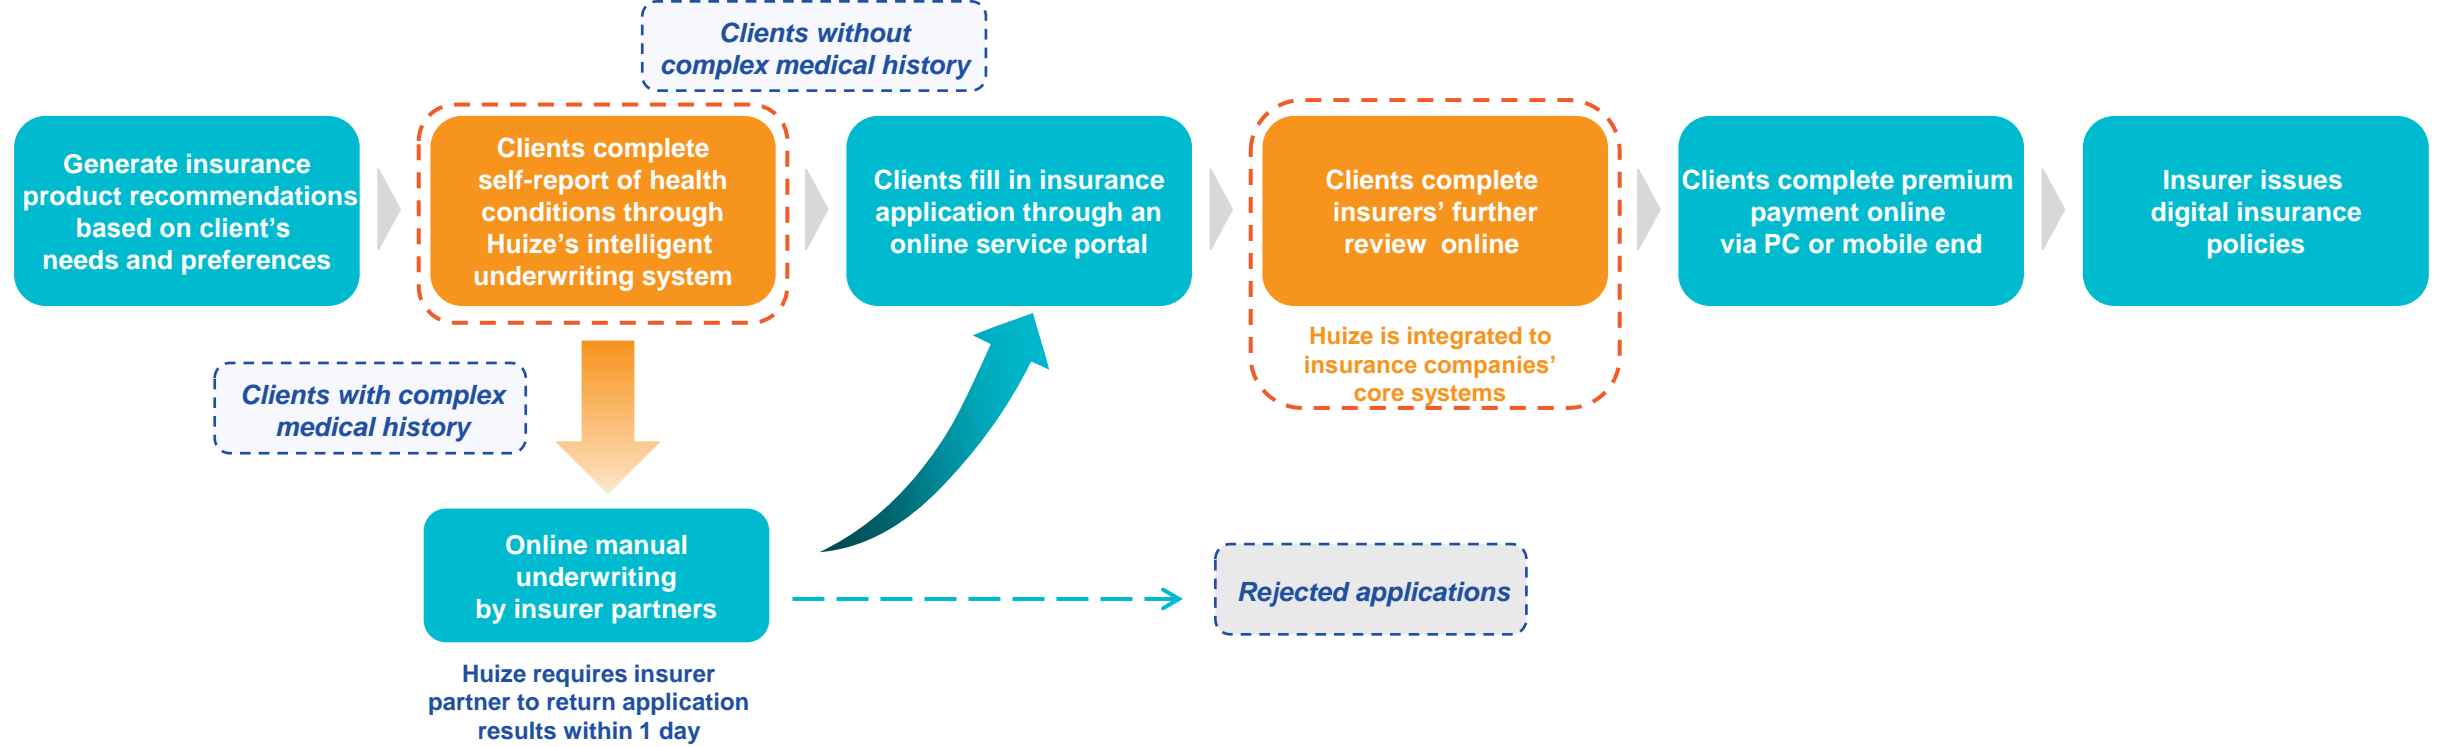 Clients without
complex medical history
Generate insurance
product recommendations
based on client’s
needs and preferences
Clients complete
self-report of health
conditions through
Huize’s intelligent
underwriting system
Clients fill in insurance
application through an
online service portal
Clients complete
insurers’ further
review online
Huize is integrated to
insurance companies’
core systems
Clients complete premium
payment online
via PC or mobile end
Insurer issues
digital insurance
policies
Clients with complex
medical history
Online manual
underwriting
by insurer partners
Huize requires insurer
partner to return application
results within 1 day
Rejected applications